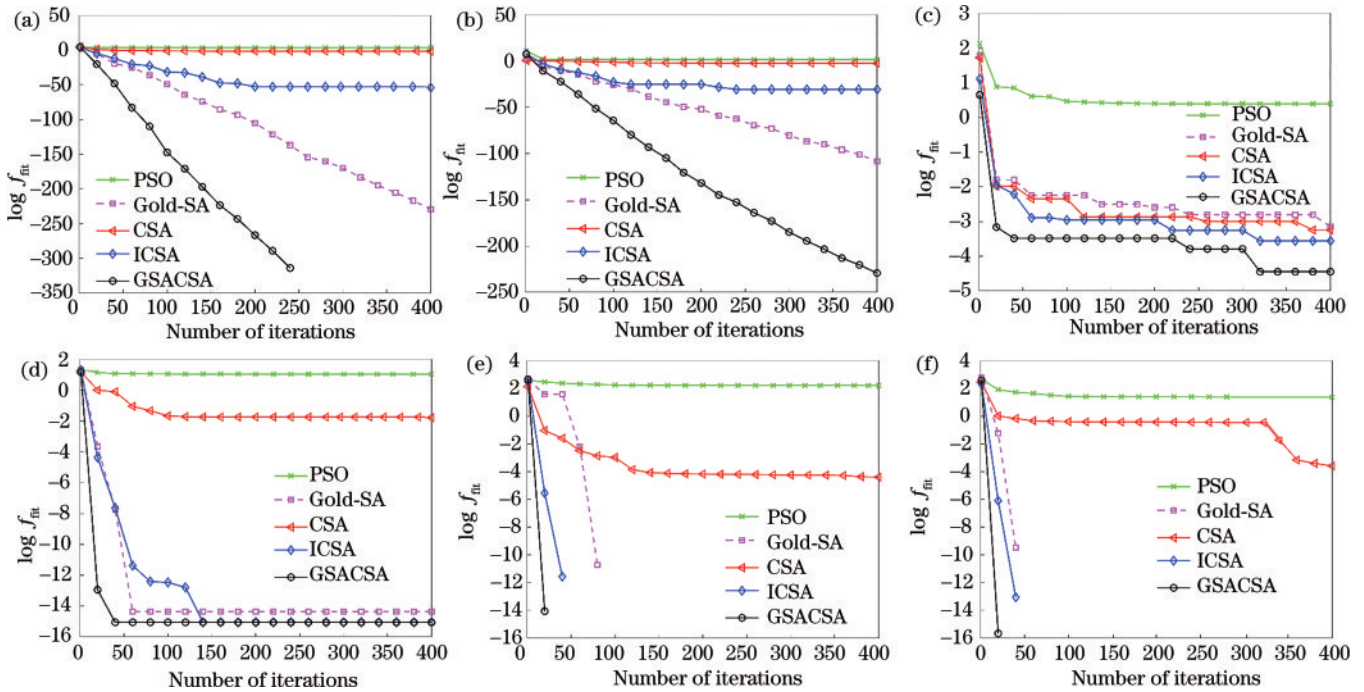 (a)
50
0
−50
−100
−150
−200
−250
−300
−350
log f_fit
PSO
Gold-SA
CSA
ICSA
GSACSA
0 50 100 150 200 250 300 350 400
Number of iterations
(b)
50
0
−50
−100
−150
−200
−250
log f_fit
PSO
Gold-SA
CSA
ICSA
GSACSA
0 50 100 150 200 250 300 350 400
Number of iterations
(c)
3
2
1
0
−1
−2
−3
−4
−5
log f_fit
PSO
Gold-SA
CSA
ICSA
GSACSA
0 50 100 150 200 250 300 350 400
Number of iterations
(d)
2
0
−2
−4
−6
−8
−10
−12
−14
−16
log f_fit
PSO
Gold-SA
CSA
ICSA
GSACSA
0 50 100 150 200 250 300 350 400
Number of iterations
(e)
4
2
0
−2
−4
−6
−8
−10
−12
−14
−16
log f_fit
PSO
Gold-SA
CSA
ICSA
GSACSA
0 50 100 150 200 250 300 350 400
Number of iterations
(f)
4
2
0
−2
−4
−6
−8
−10
−12
−14
−16
log f_fit
PSO
Gold-SA
CSA
ICSA
GSACSA
0 50 100 150 200 250 300 360 400
Number of iterations